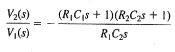 V₂(s)/V₁(s) = − (R₁C₁s + 1)(R₂C₂s + 1)/R₁C₂s